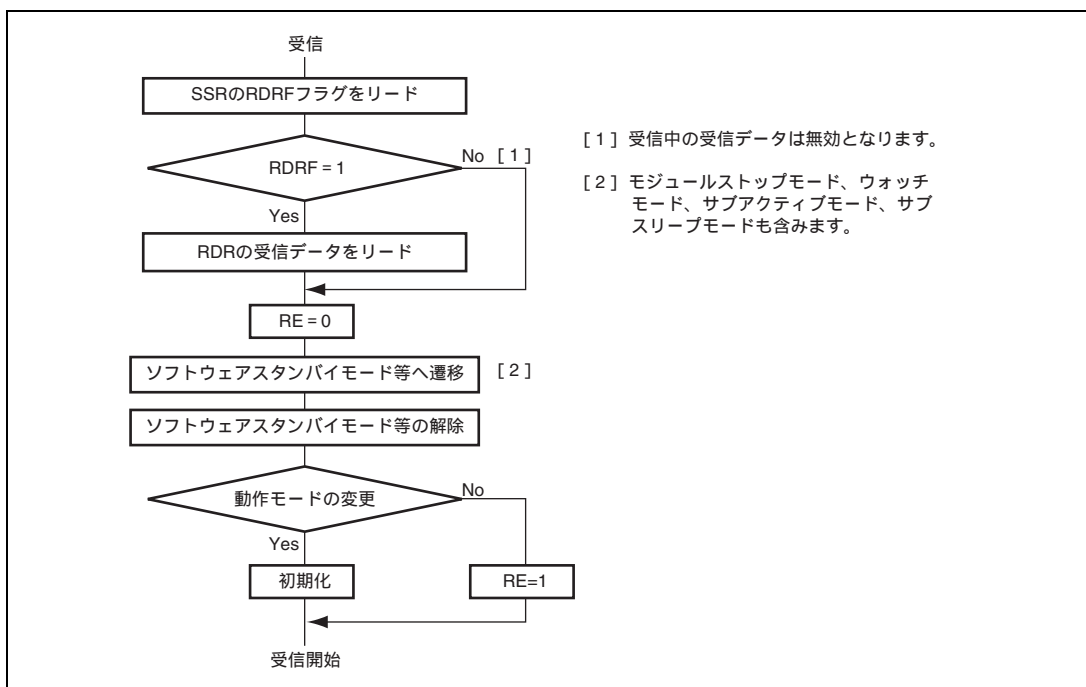 受信
SSRのRDRFフラグをリード
RDRF = 1
No [ 1 ]
Yes
RDRの受信データをリード
RE = 0
ソフトウェアスタンバイモード等へ遷移 [ 2 ]
ソフトウェアスタンバイモード等の解除
動作モードの変更
No
Yes
初期化
RE=1
受信開始
[ 1 ] 受信中の受信データは無効となります。
[ 2 ] モジュールストップモード、ウォッチ
モード、サブアクティブモード、サブ
スリープモードも含みます。